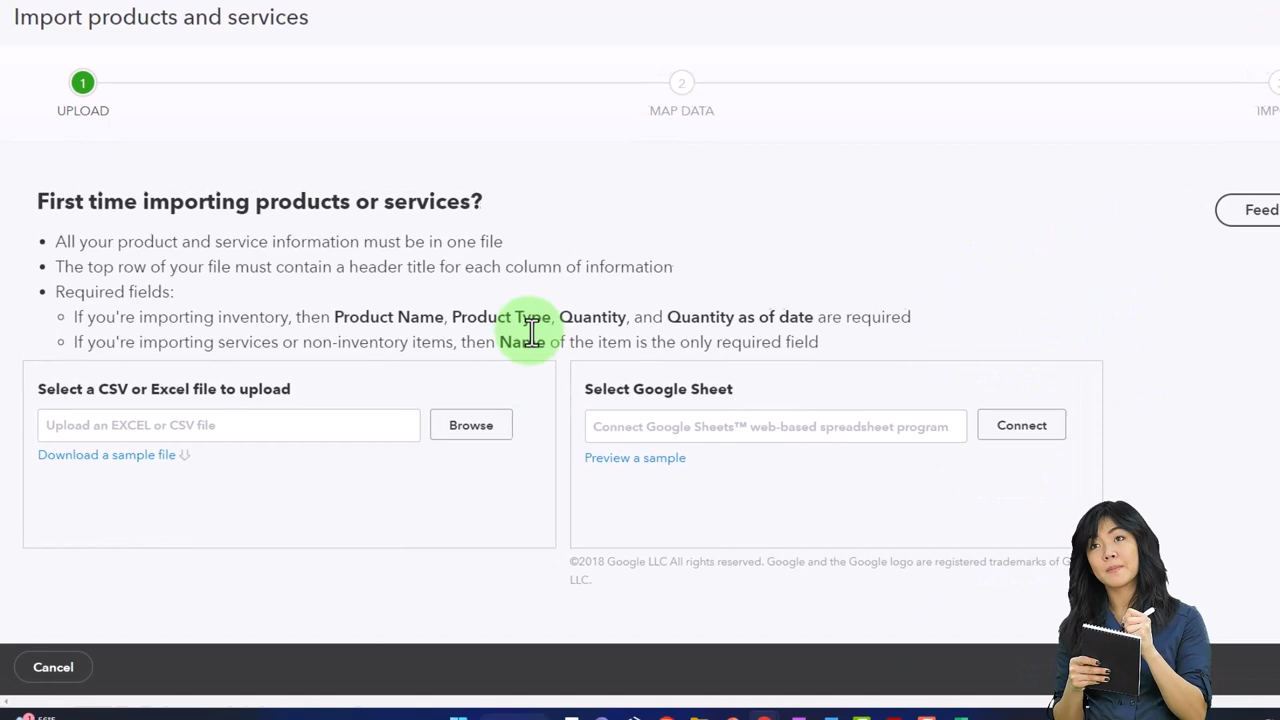 Import products and services
1
2
UPLOAD
MAP DATA
First time importing products or services?
Feed
• All your product and service information must be in one file
• The top row of your file must contain a header title for each column of information
• Required fields:
○ If you're importing inventory, then Product Name, Product Type, Quantity, and Quantity as of date are required
○ If you're importing services or non-inventory items, then Name of the item is the only required field
Select a CSV or Excel file to upload
Upload an EXCEL or CSV file
Browse
Download a sample file
Select Google Sheet
Connect Google Sheets™ web-based spreadsheet program
Connect
Preview a sample
©2018 Google LLC All rights reserved. Google and the Google logo are registered trademarks of
LLC.
Cancel